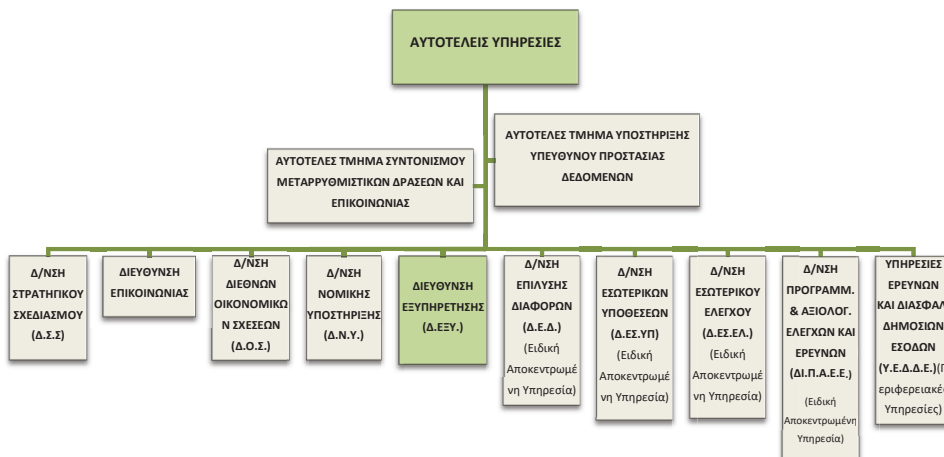 ΑΥΤΟΤΕΛΕΙΣ ΥΠΗΡΕΣΙΕΣ
ΑΥΤΟΤΕΛΕΣ ΤΜΗΜΑ ΥΠΟΣΤΗΡΙΞΗΣ
ΥΠΕΥΘΥΝΟΥ ΠΡΟΣΤΑΣΙΑΣ
ΔΕΔΟΜΕΝΩΝ
ΑΥΤΟΤΕΛΕΣ ΤΜΗΜΑ ΣΥΝΤΟΝΙΣΜΟΥ
ΜΕΤΑΡΡΥΘΜΙΣΤΙΚΩΝ ΔΡΑΣΕΩΝ ΚΑΙ
ΕΠΙΚΟΙΝΩΝΙΑΣ
Δ/ΝΣΗ
ΣΤΡΑΤΗΓΙΚΟΥ
ΣΧΕΔΙΑΣΜΟΥ
(Δ.Σ.Σ)
ΔΙΕΥΘΥΝΣΗ
ΕΠΙΚΟΙΝΩΝΙΑΣ
Δ/ΝΣΗ
ΔΙΕΘΝΩΝ
ΟΙΚΟΝΟΜΙΚΩ
Ν ΣΧΕΣΕΩΝ
(Δ.Ο.Σ.)
Δ/ΝΣΗ
ΝΟΜΙΚΗΣ
ΥΠΟΣΤΗΡΙΞΗΣ
(Δ.Ν.Υ.)
ΔΙΕΥΘΥΝΣΗ
ΕΞΥΠΗΡΕΤΗΣΗΣ
(Δ.ΕΞΥ.)
Δ/ΝΣΗ
ΕΠΙΛΥΣΗΣ
ΔΙΑΦΟΡΩΝ
(Δ.Ε.Δ.)
(Ειδική
Αποκεντρωμέ
νη Υπηρεσία)
Δ/ΝΣΗ
ΕΣΩΤΕΡΙΚΩΝ
ΥΠΟΘΕΣΕΩΝ
(Δ.ΕΣ.ΥΠ)
(Ειδική
Αποκεντρωμέ
νη Υπηρεσία)
Δ/ΝΣΗ
ΕΣΩΤΕΡΙΚΟΥ
ΕΛΕΓΧΟΥ
(Δ.ΕΣ.ΕΛ.)
(Ειδική
Αποκεντρωμέ
νη Υπηρεσία)
Δ/ΝΣΗ
ΠΡΟΓΡΑΜΜ.
& ΑΞΙΟΛΟΓ.
ΕΛΕΓΧΩΝ ΚΑΙ
ΕΡΕΥΝΩΝ
(ΔΙ.Π.Α.Ε.Ε.)
(Ειδική
Αποκεντρωμένη
Υπηρεσία)
ΥΠΗΡΕΣΙΕΣ
ΕΡΕΥΝΩΝ
ΚΑΙ ΔΙΑΣΦΑΛ
ΔΗΜΟΣΙΩΝ
ΕΣΟΔΩΝ
(Υ.Ε.Δ.Δ.Ε.)(Π
εριφερειακές
Υπηρεσίες)